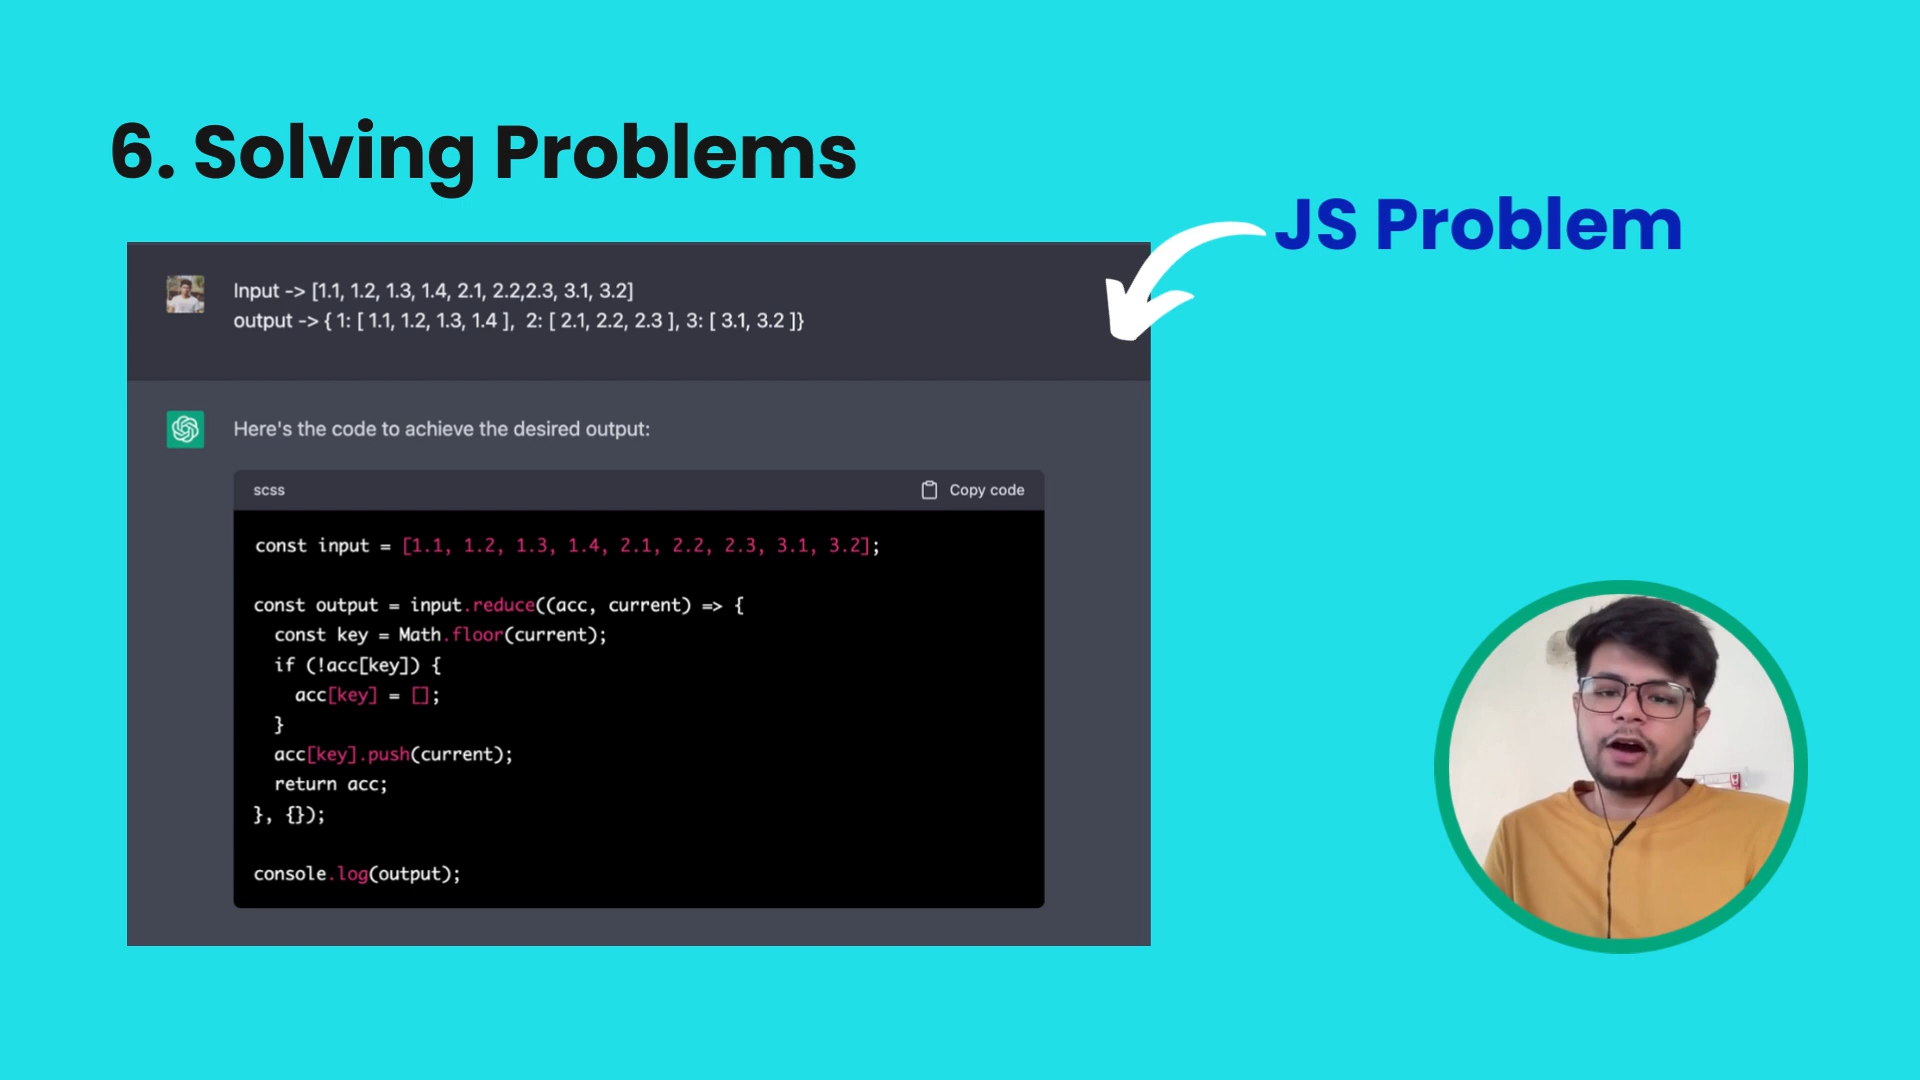 6. Solving Problems
JS Problem
Input -> [1.1, 1.2, 1.3, 1.4, 2.1, 2.2,2.3, 3.1, 3.2]
output -> { 1: [ 1.1, 1.2, 1.3, 1.4 ],  2: [ 2.1, 2.2, 2.3 ], 3: [ 3.1, 3.2 ]}
Here's the code to achieve the desired output:
scss
Copy code
const input = [1.1, 1.2, 1.3, 1.4, 2.1, 2.2, 2.3, 3.1, 3.2];
const output = input.reduce((acc, current) => {
  const key = Math.floor(current);
  if (!acc[key]) {
    acc[key] = [];
  }
  acc[key].push(current);
  return acc;
}, {});
console.log(output);